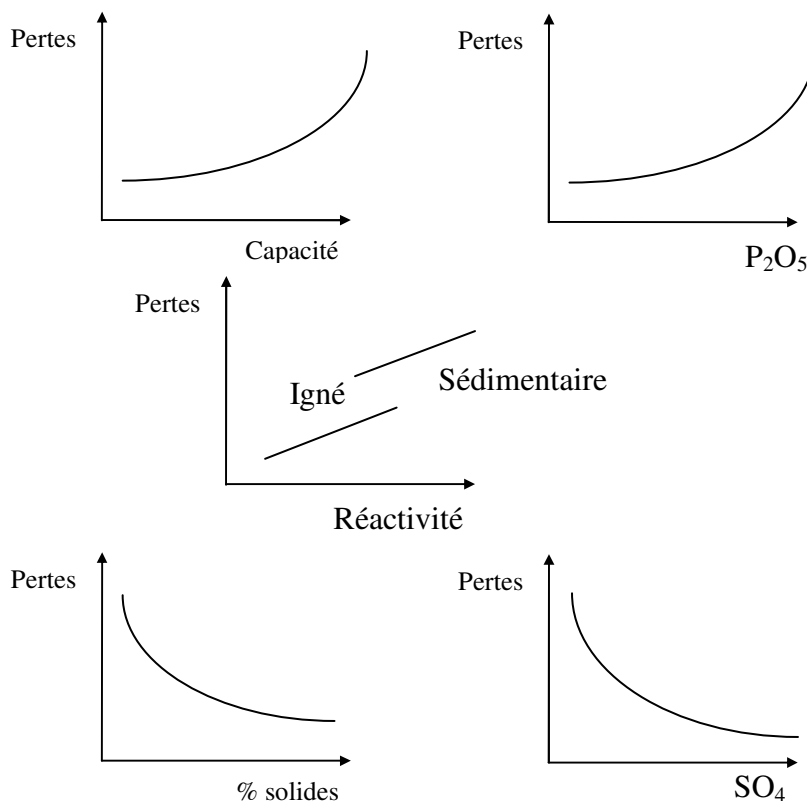 Pertes
Pertes
Capacité
P₂O₅
Pertes
Igné
Sédimentaire
Réactivité
Pertes
Pertes
% solides
SO₄